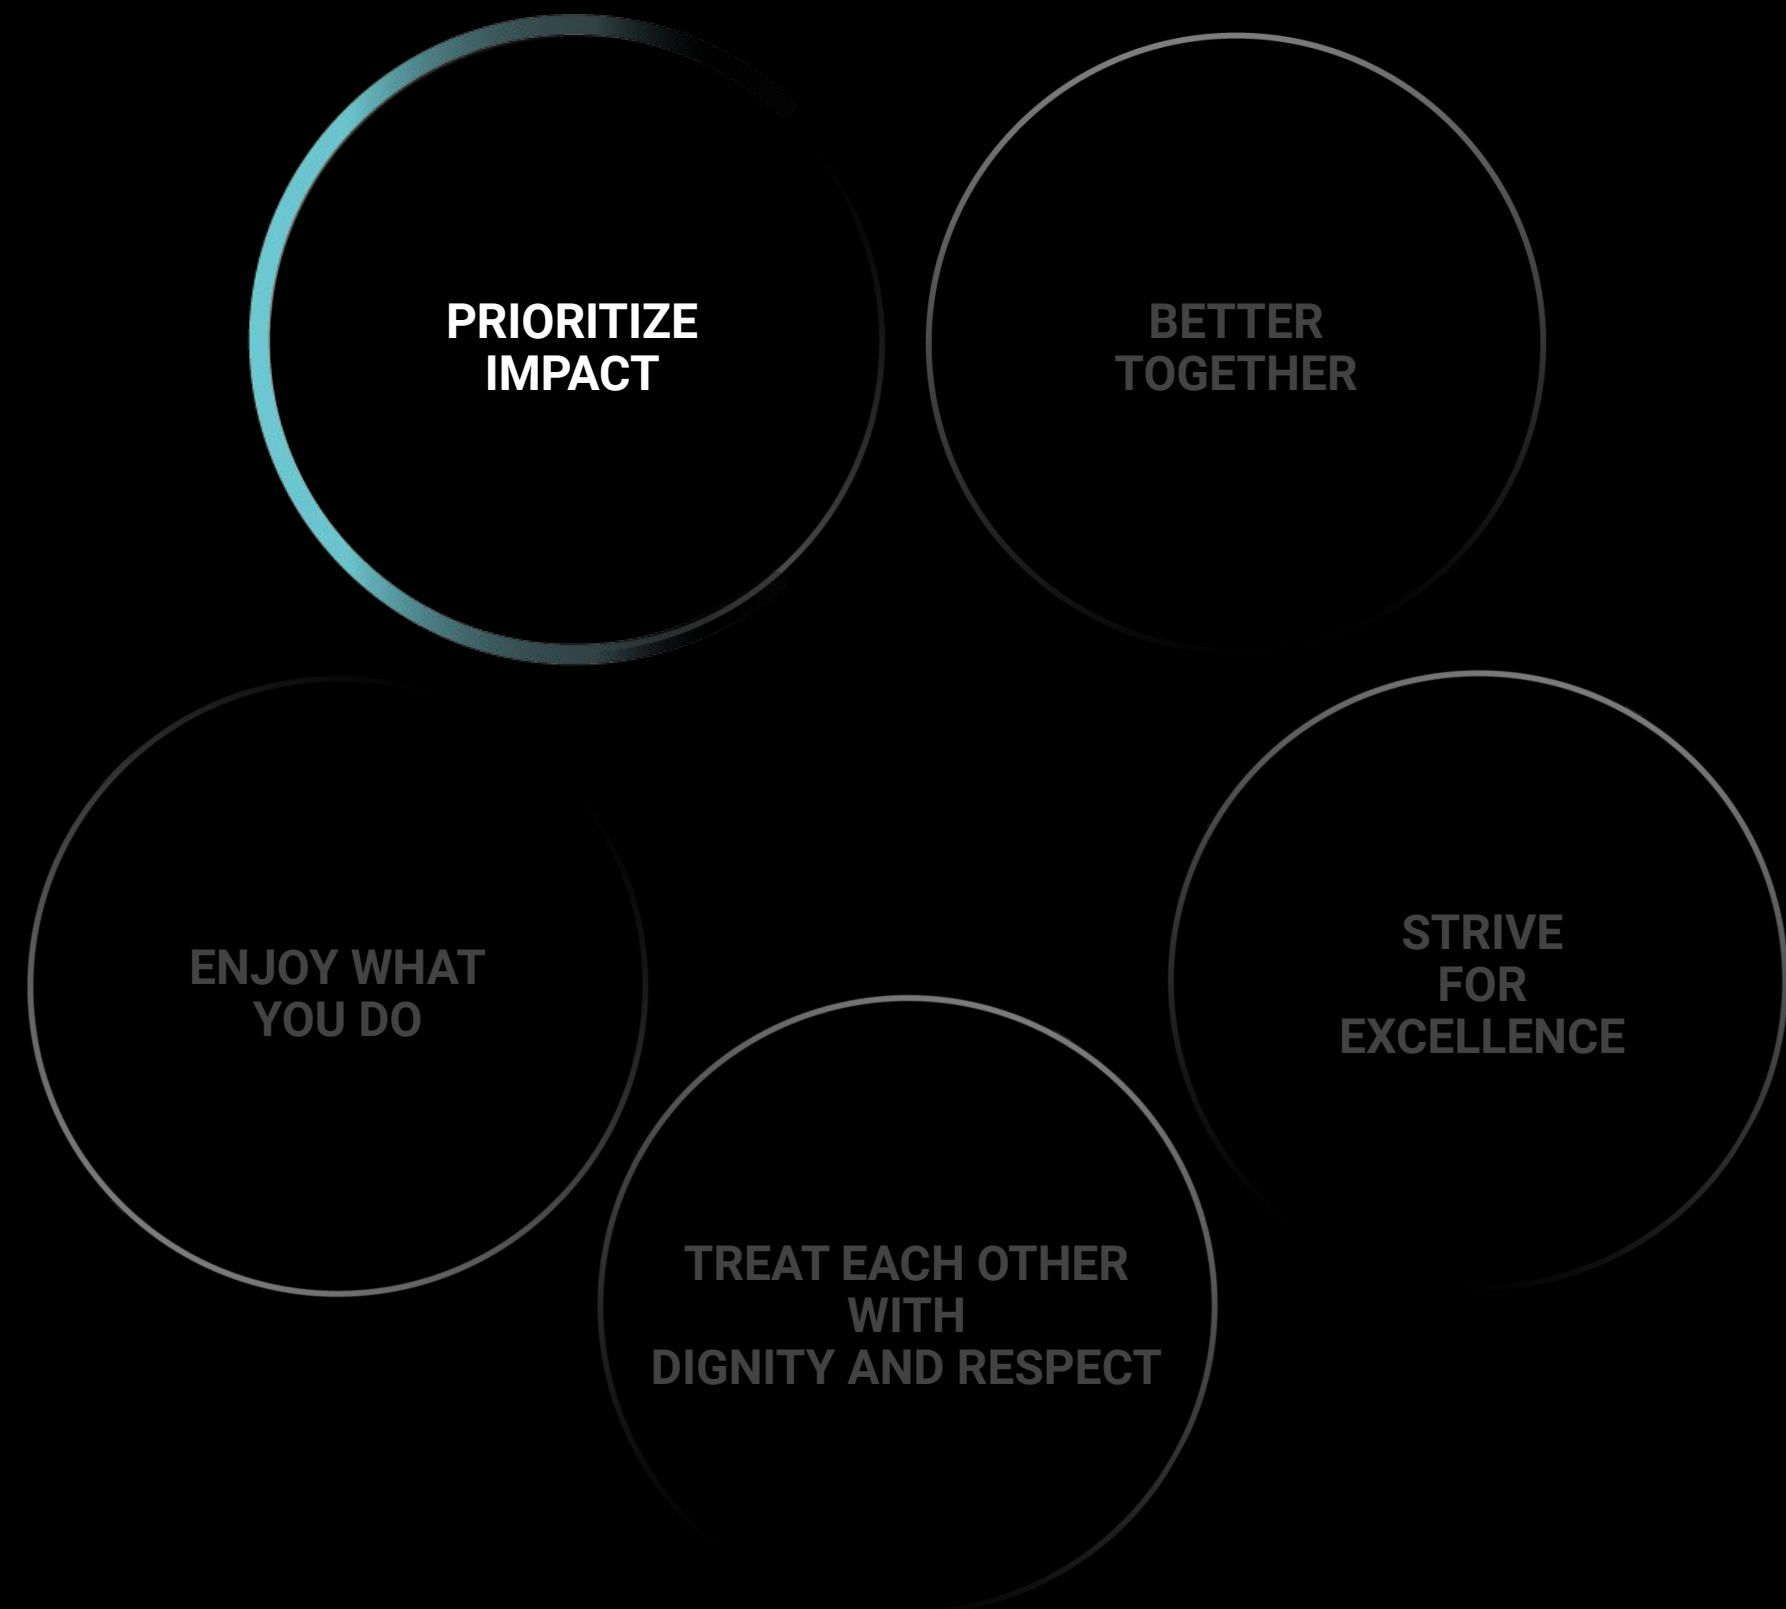 PRIORITIZE
IMPACT
BETTER
TOGETHER
ENJOY WHAT
YOU DO
STRIVE
FOR
EXCELLENCE
TREAT EACH OTHER
WITH
DIGNITY AND RESPECT